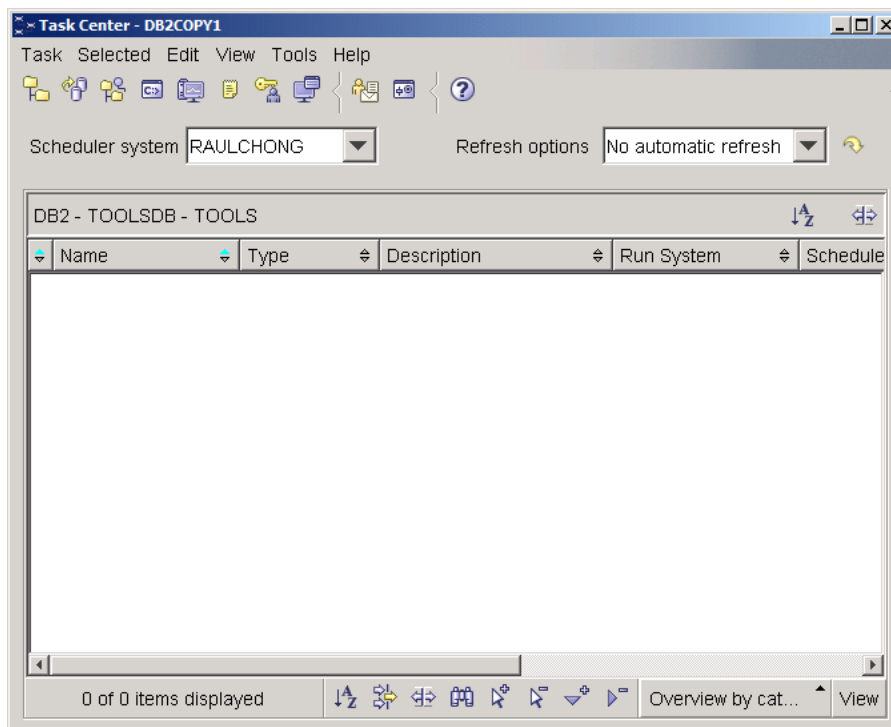 Task Center - DB2COPY1
Task Selected Edit View Tools Help
Scheduler system RAULCHONG Refresh options No automatic refresh
DB2 - TOOLSDB - TOOLS
Name Type Description Run System Schedule
0 of 0 items displayed Overview by cat... View